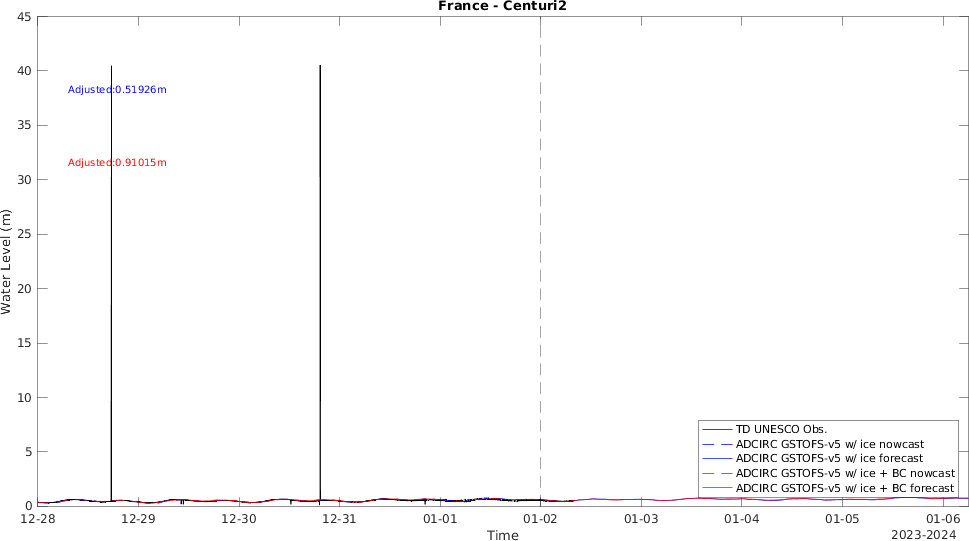 France - Centuri2
45
40
35
30
25
20
15
10
5
0
Water Level (m)
Adjusted:0.51926m
Adjusted:0.91015m
TD UNESCO Obs.
ADCIRC GSTOFS-v5 w/ ice nowcast
ADCIRC GSTOFS-v5 w/ ice forecast
ADCIRC GSTOFS-v5 w/ ice + BC nowcast
ADCIRC GSTOFS-v5 w/ ice + BC forecast
12-28 12-29 12-30 12-31 01-01 01-02 01-03 01-04 01-05 01-06
Time
2023-2024